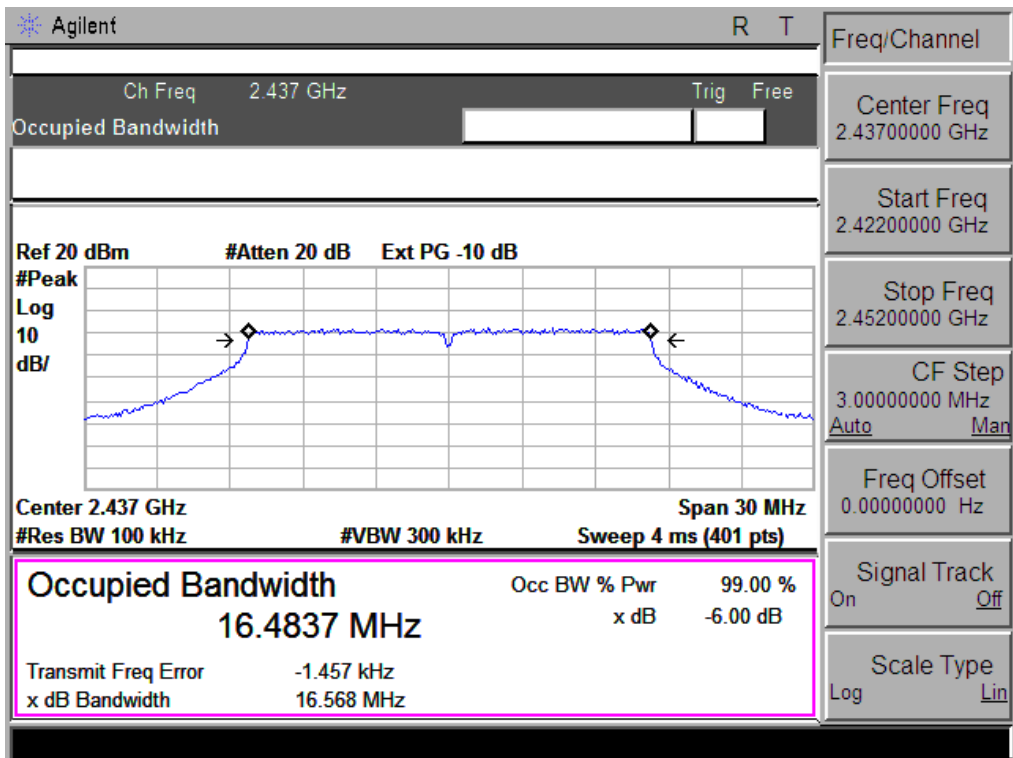 Agilent R T
Ch Freq 2.437 GHz Trig Free
Occupied Bandwidth
Ref 20 dBm #Atten 20 dB Ext PG -10 dB
#Peak
Log
10
dB/
Center 2.437 GHz Span 30 MHz
#Res BW 100 kHz #VBW 300 kHz Sweep 4 ms (401 pts)
Occupied Bandwidth Occ BW % Pwr 99.00 %
16.4837 MHz x dB -6.00 dB
Transmit Freq Error -1.457 kHz
x dB Bandwidth 16.568 MHz
Freq/Channel
Center Freq
2.43700000 GHz
Start Freq
2.42200000 GHz
Stop Freq
2.45200000 GHz
CF Step
3.00000000 MHz
Auto Man
Freq Offset
0.00000000 Hz
Signal Track
On Off
Scale Type
Log Lin